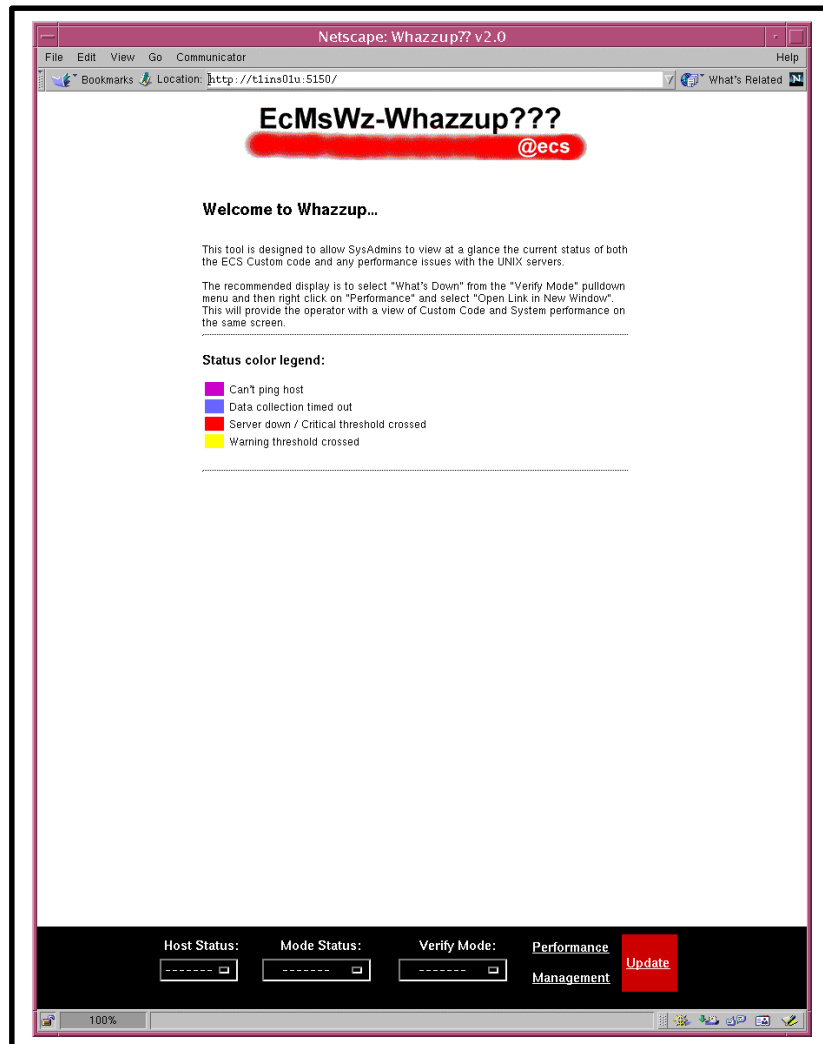 Netscape: Whazzup?? v2.0
File Edit View Go Communicator Help
Bookmarks Location: http://t1ins01u:5150/ What's Related N
EcMsWz-Whazzup???
@ecs
Welcome to Whazzup...
This tool is designed to allow SysAdmins to view at a glance the current status of both
the ECS Custom code and any performance issues with the UNIX servers.
The recommended display is to select "What's Down" from the "Verify Mode" pulldown
menu and then right click on "Performance" and select "Open Link in New Window".
This will provide the operator with a view of Custom Code and System performance on
the same screen.
Status color legend:
Can't ping host
Data collection timed out
Server down / Critical threshold crossed
Warning threshold crossed
Host Status: Mode Status: Verify Mode: Performance
------- ------- ------- Update
Management
100%